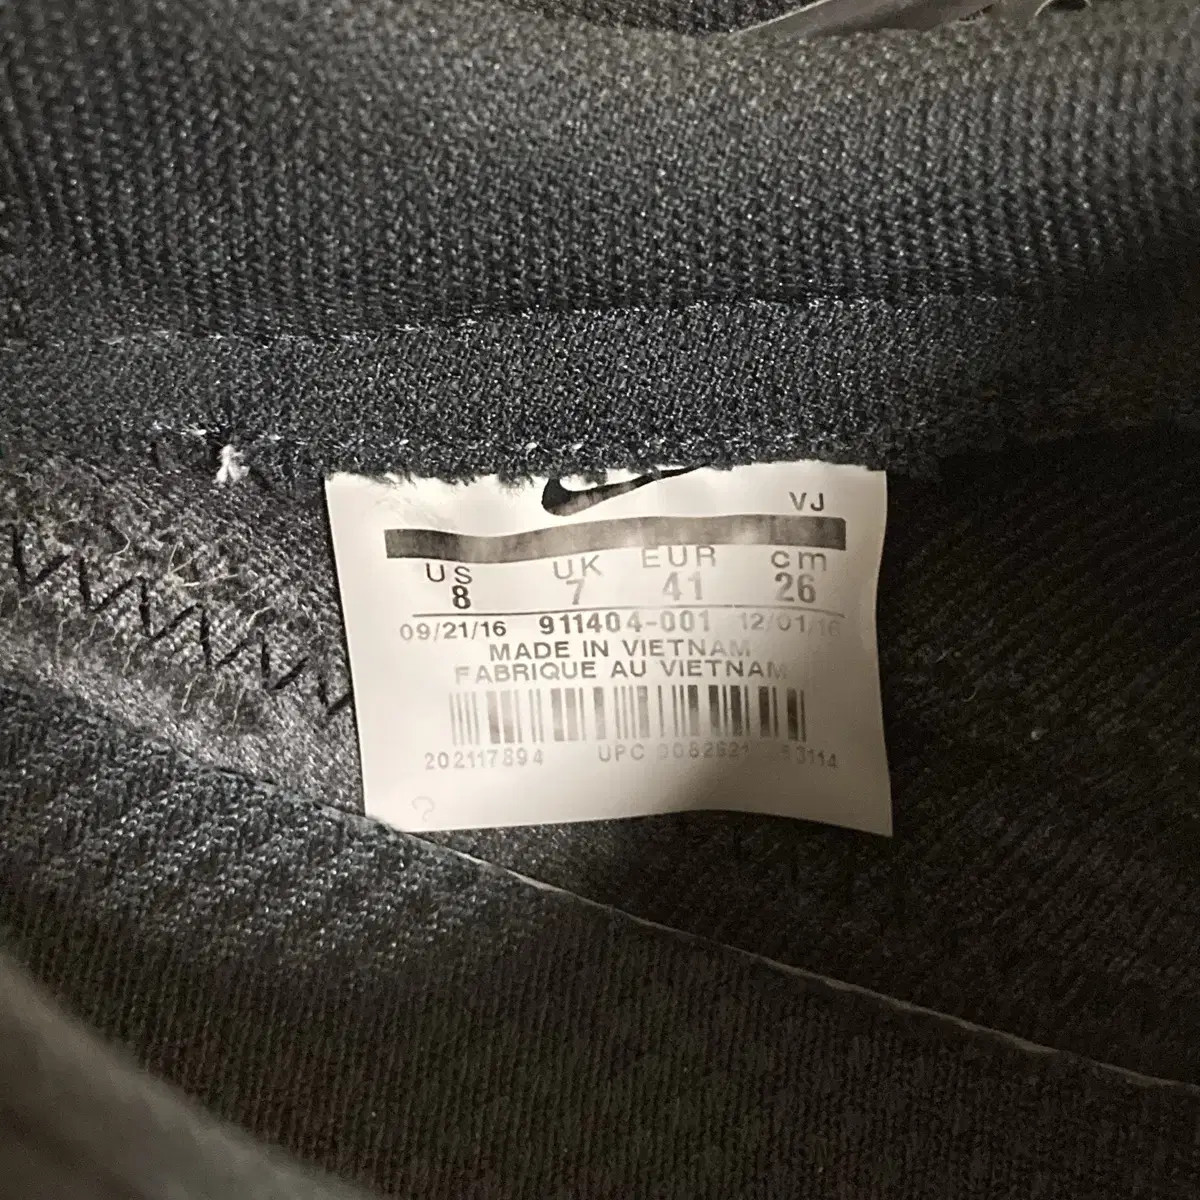 VJ
US UK EUR cm
8 7 41 26
09/21/16 911404-001 12/01/16
MADE IN VIETNAM
FABRIQUE AU VIETNAM
202117894 UPC